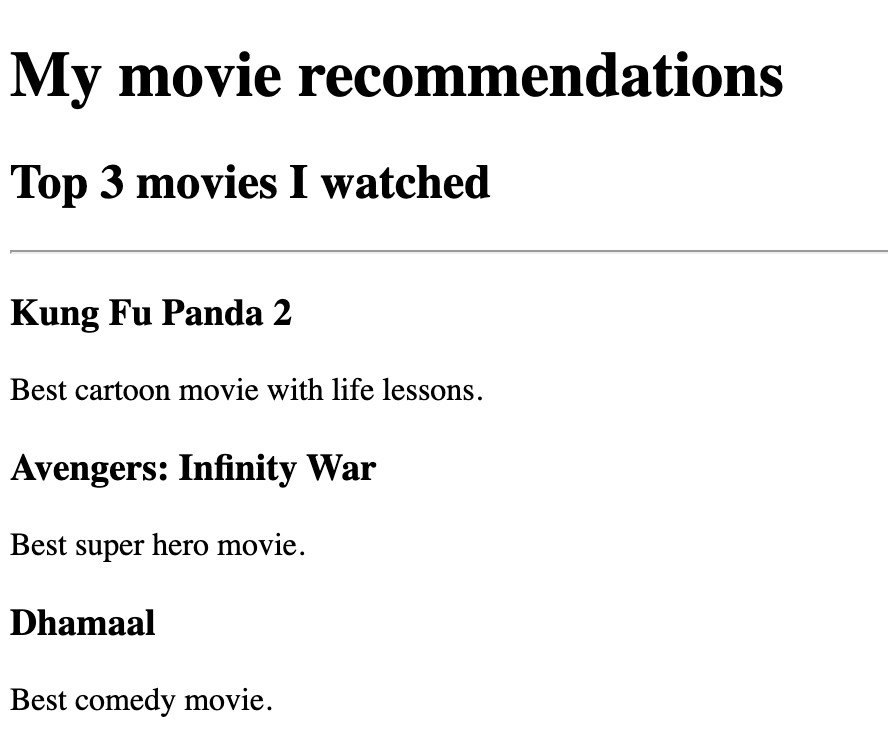 My movie recommendations
Top 3 movies I watched
Kung Fu Panda 2
Best cartoon movie with life lessons.
Avengers: Infinity War
Best super hero movie.
Dhamaal
Best comedy movie.